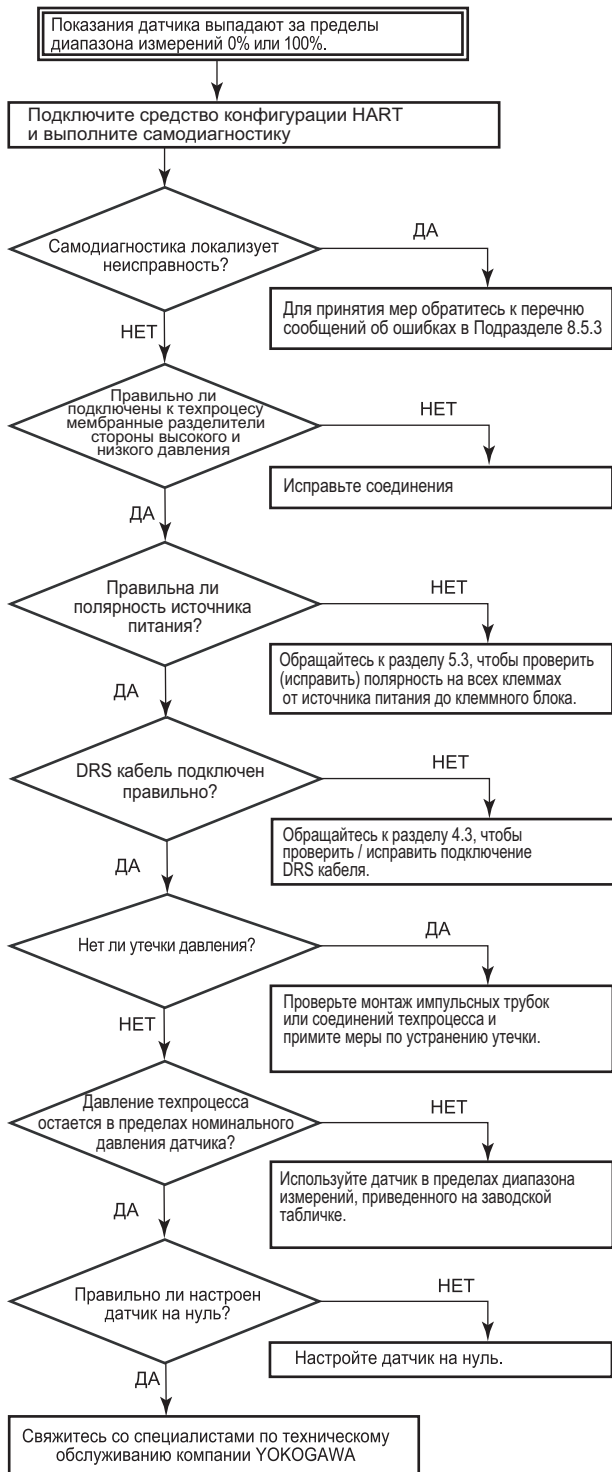 Показания датчика выпадают за пределы
диапазона измерений 0% или 100%.
Подключите средство конфигурации HART
и выполните самодиагностику
Самодиагностика локализует
неисправность?
ДА
Для принятия мер обратитесь к перечню
сообщений об ошибках в Подразделе 8.5.3
НЕТ
Правильно ли
подключены к техпроцесу
мембранные разделители
стороны высокого и
низкого давления
НЕТ
Исправьте соединения
ДА
Правильна ли
полярность источника
питания?
НЕТ
Обращайтесь к разделу 5.3, чтобы проверить
(исправить) полярность на всех клеммах
от источника питания до клеммного блока.
ДА
DRS кабель подключен
правильно?
НЕТ
Обращайтесь к разделу 4.3, чтобы
проверить / исправить подключение
DRS кабеля.
ДА
Нет ли утечки давления?
ДА
Проверьте монтаж импульсных трубок
или соединений техпроцесса и
примите меры по устранению утечки.
НЕТ
Давление техпроцесса
остается в пределах номинального
давления датчика?
НЕТ
Используйте датчик в пределах диапазона
измерений, приведенного на заводской
табличке.
ДА
Правильно ли настроен
датчик на нуль?
НЕТ
Настройте датчик на нуль.
ДА
Свяжитесь со специалистами по техническому
обслуживанию компании YOKOGAWA